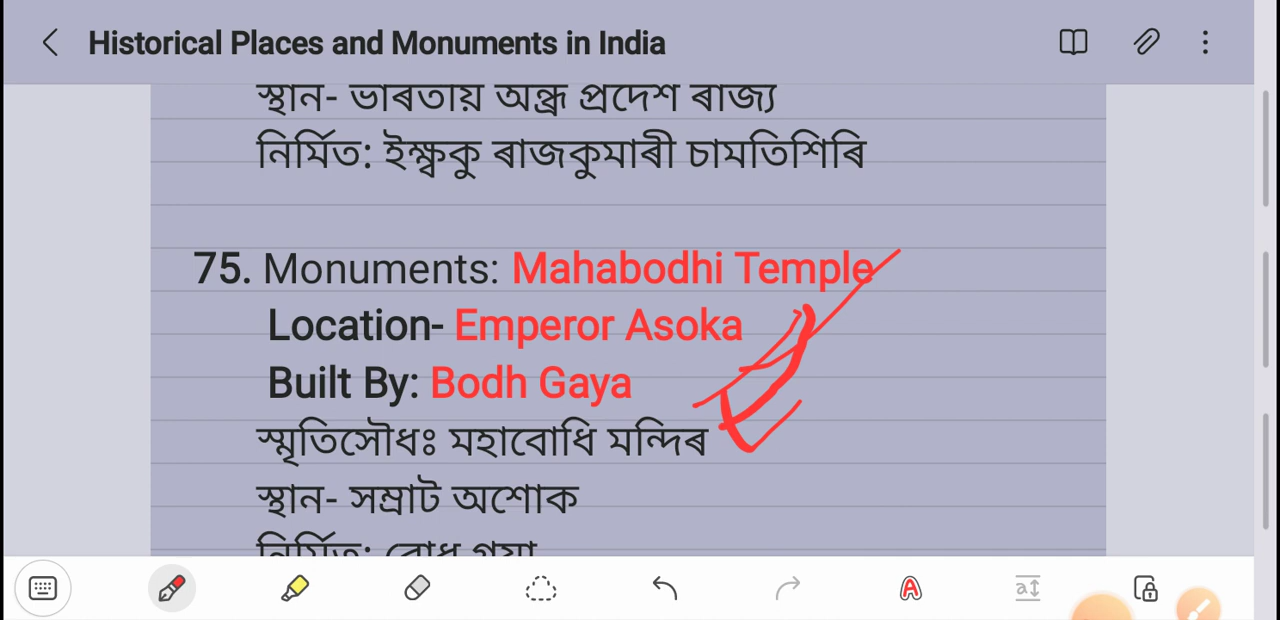 Historical Places and Monuments in India
স্থান- ভাৰতীয় অন্ধ্ৰ প্ৰদেশ ৰাজ্য
নিৰ্মিত: ইক্ষ্বকু ৰাজকুমাৰী চামতিশিৰি
75. Monuments: Mahabodhi Temple
Location- Emperor Asoka
Built By: Bodh Gaya
স্মৃতিসৌধঃ মহাবোধি মন্দিৰ
স্থান- সম্ৰাট অশোক
নিৰ্মিত: বোধ গয়া